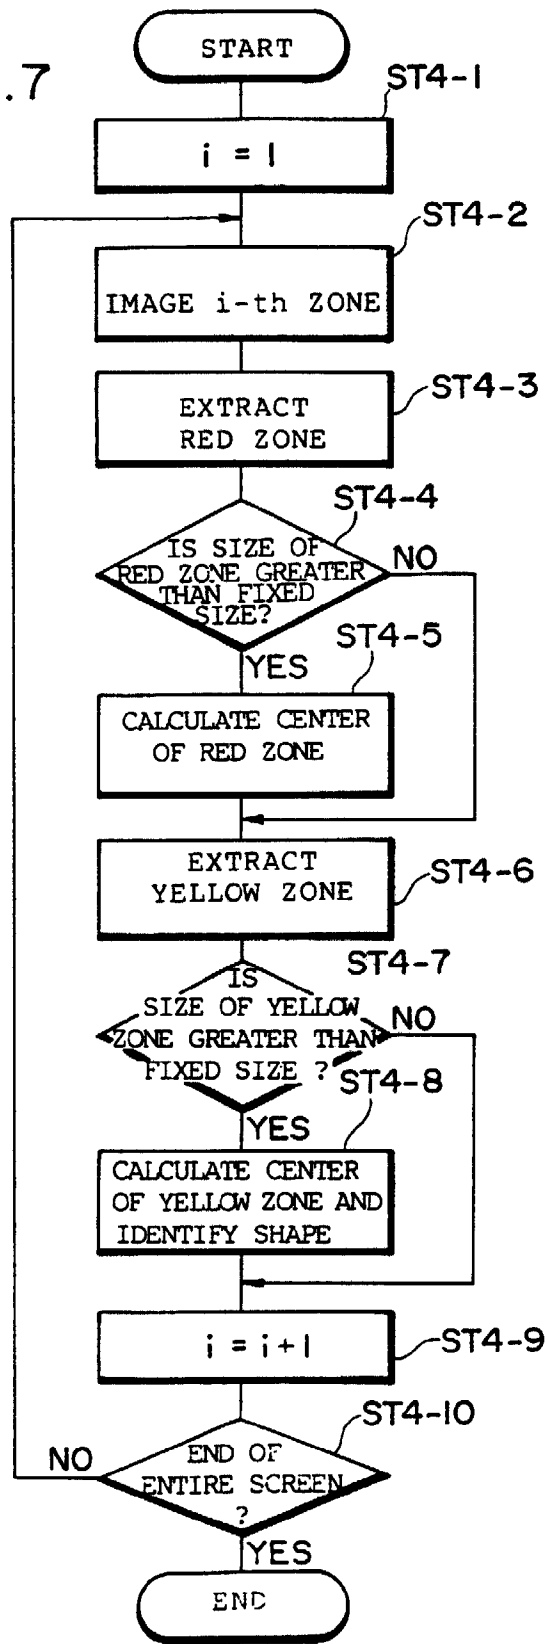 START
.7
ST4-1
i = 1
ST4-2
IMAGE i-th ZONE
ST4-3
EXTRACT
RED ZONE
ST4-4
IS SIZE OF
RED ZONE GREATER
THAN FIXED
SIZE?
NO
YES
ST4-5
CALCULATE CENTER
OF RED ZONE
EXTRACT
YELLOW ZONE
ST4-6
ST4-7
IS
SIZE OF YELLOW
ZONE GREATER THAN
FIXED SIZE ?
NO
ST4-8
YES
CALCULATE CENTER
OF YELLOW ZONE AND
IDENTIFY SHAPE
i = i+1
ST4-9
ST4-10
NO
END OF
ENTIRE SCREEN
?
YES
END